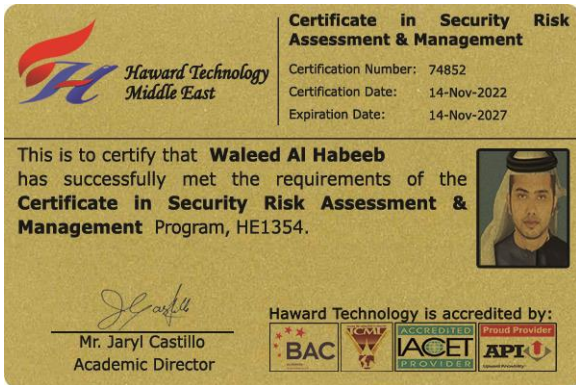 Haward Technology
Middle East
Certificate in Security Risk
Assessment & Management
Certification Number: 74852
Certification Date: 14-Nov-2022
Expiration Date: 14-Nov-2027
This is to certify that Waleed Al Habeeb
has successfully met the requirements of the
Certificate in Security Risk Assessment &
Management Program, HE1354.
Mr. Jaryl Castillo
Academic Director
Haward Technology is accredited by:
BAC
TCML
ACCREDITED
IACET
PROVIDER
Proud Provider
API U